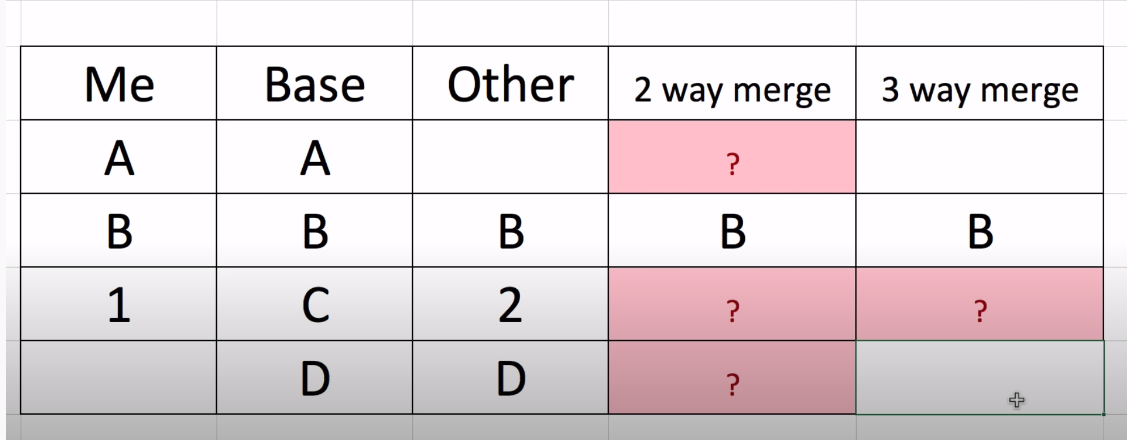 Me Base Other 2 way merge 3 way merge
A A ?
B B B B B
1 C 2 ? ?
D D ?